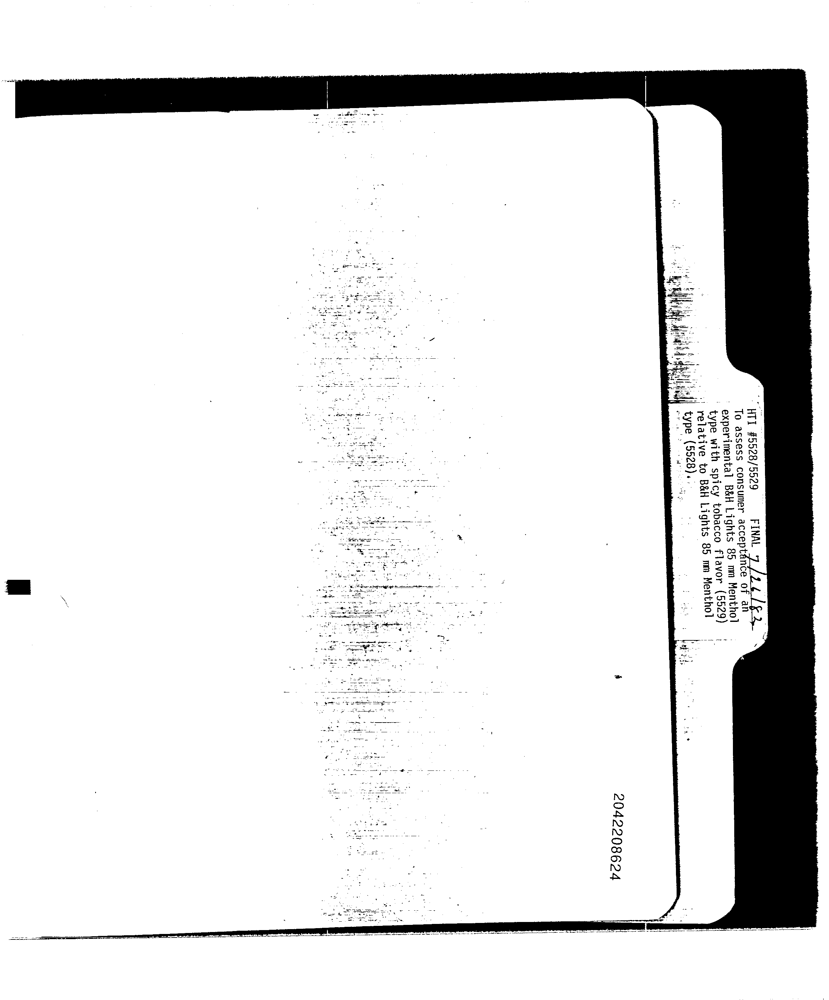 HTI #5528/5529 FINAL 7/26/82
To assess consumer acceptance of an
experimental B&H Lights 85 mm Menthol
type with spicy tobacco flavor (5529)
relative to B&H Lights 85 mm Menthol
type (5528).
2042208624